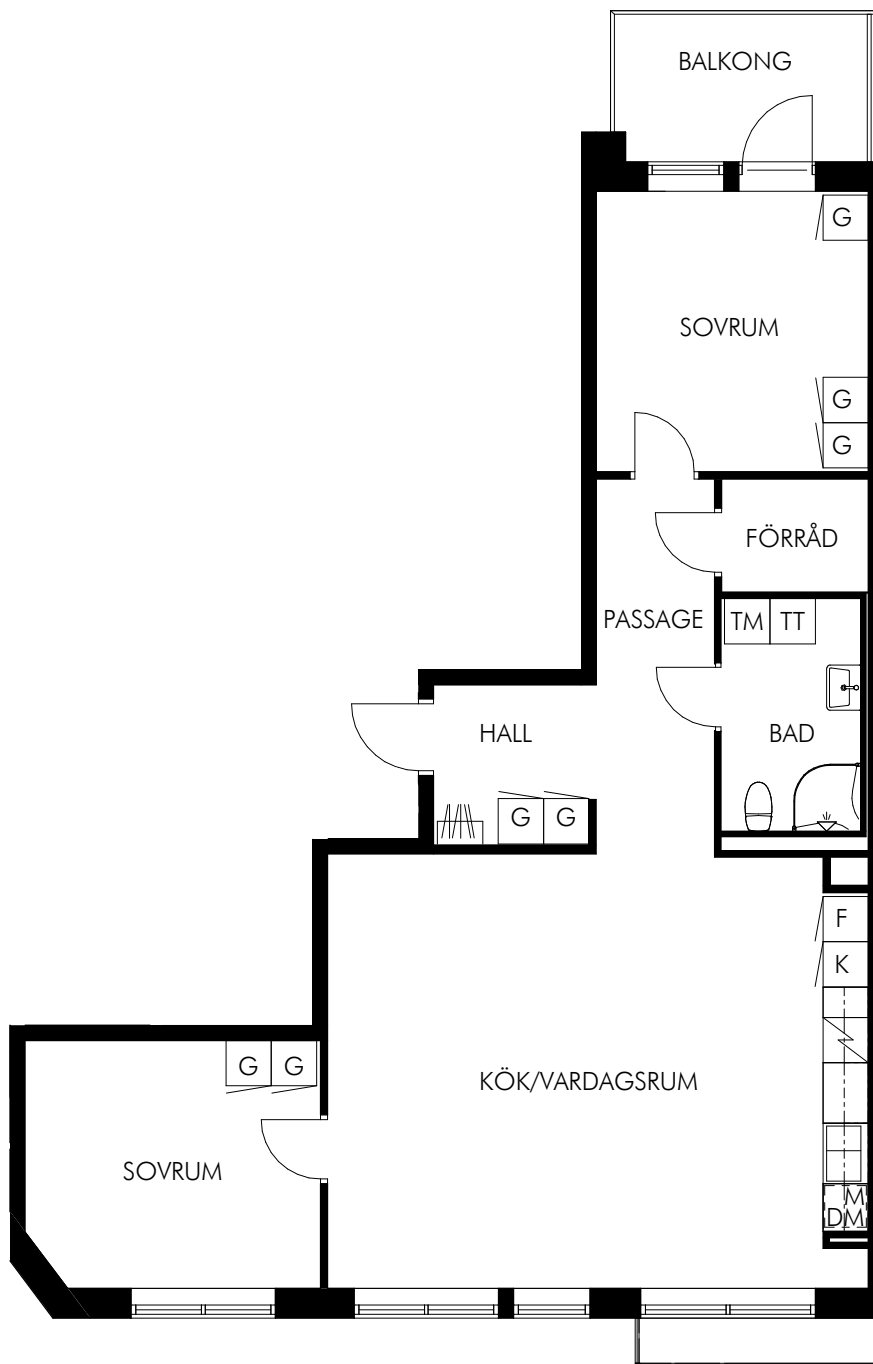 BALKONG
G
SOVRUM
G
G
FÖRRÅD
PASSAGE
TM TT
HALL
BAD
G G
F
K
G G
KÖK/VARDAGSRUM
SOVRUM
M
DM